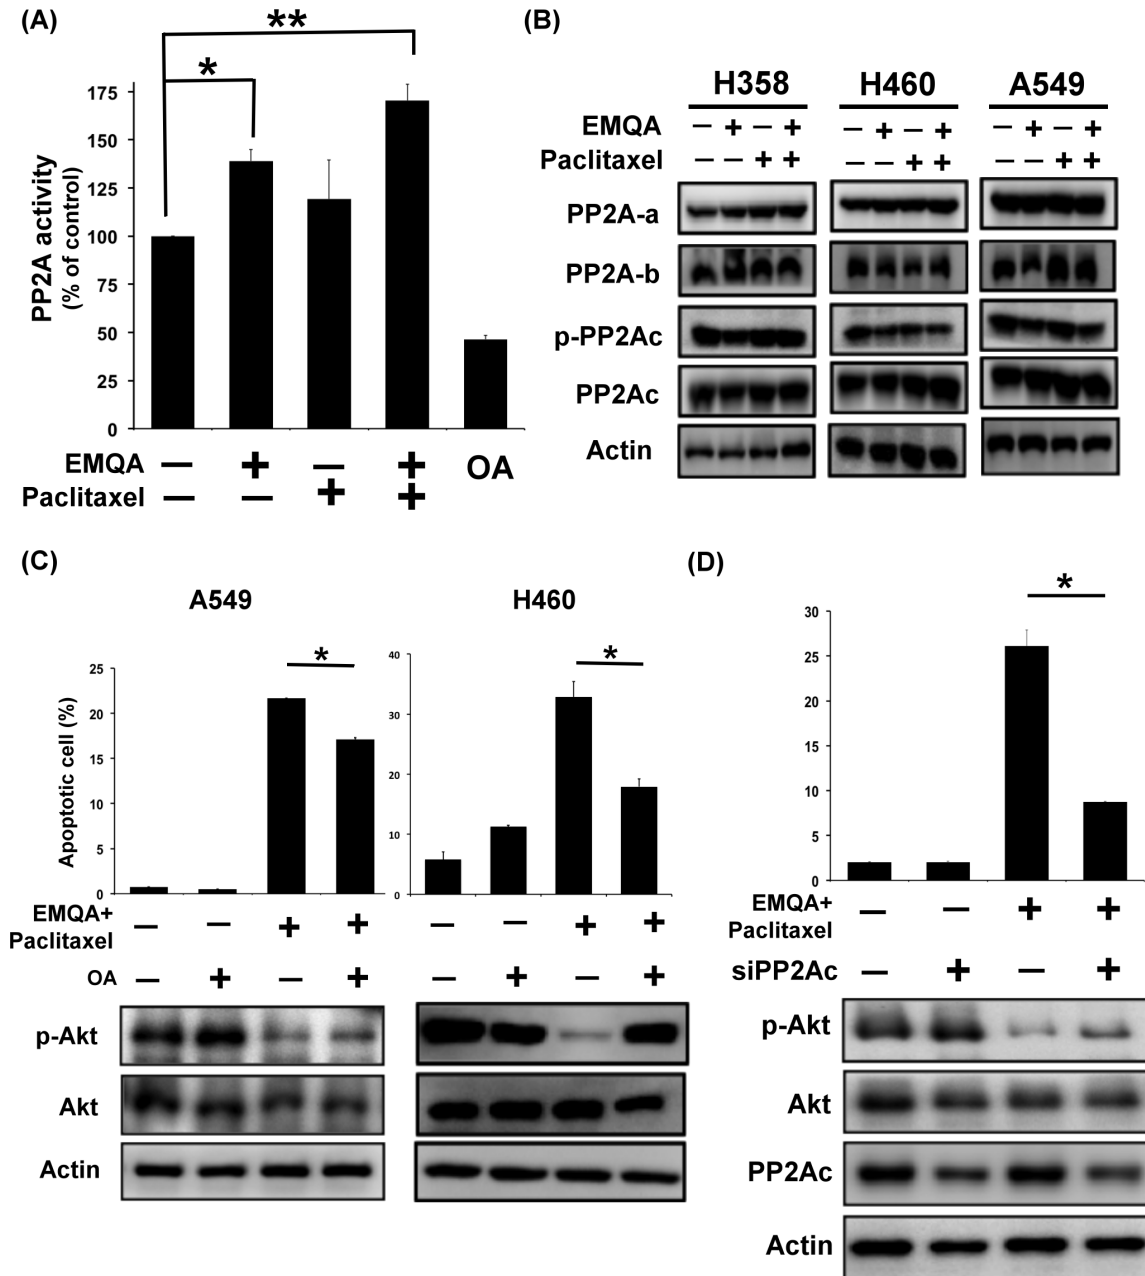 (A)
**
*
PP2A activity
(% of control)
175
150
125
100
75
50
25
0
EMQA — + — + OA
Paclitaxel — — + +
(B)
H358 H460 A549
EMQA — + — + — + — + — + — +
Paclitaxel — — + + — — + + — — + +
PP2A-a
PP2A-b
p-PP2Ac
PP2Ac
Actin
(C)
A549 H460
Apoptotic cell (%)
25
20
15
10
5
0
*
40
30
20
10
0
*
EMQA+
Paclitaxel — — + + — — + +
OA — + — + — + — +
p-Akt
Akt
Actin
(D)
*
30
25
20
15
10
5
0
EMQA+
Paclitaxel — — + +
siPP2Ac — + — +
p-Akt
Akt
PP2Ac
Actin